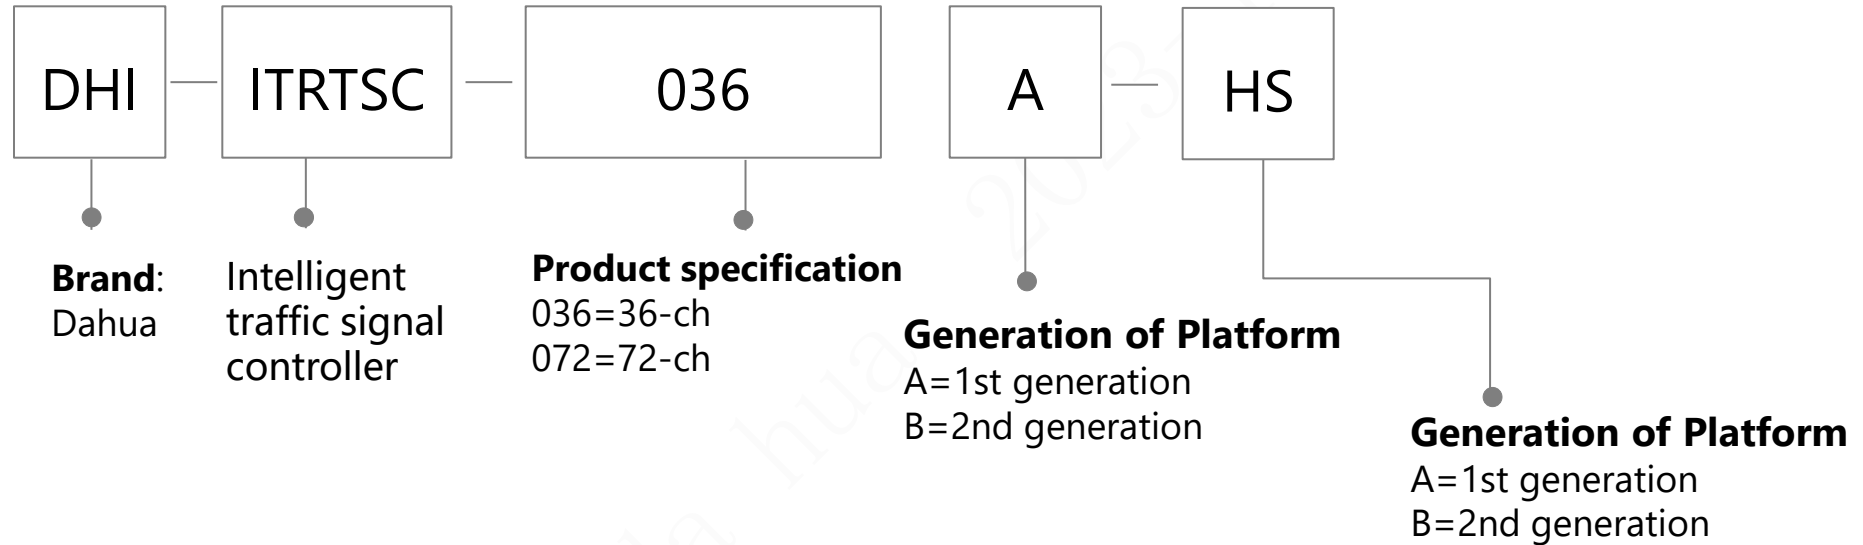 DHI
ITRTSC
036
A
HS
Brand:
Dahua
Intelligent
traffic signal
controller
Product specification
036=36-ch
072=72-ch
Generation of Platform
A=1st generation
B=2nd generation
Generation of Platform
A=1st generation
B=2nd generation